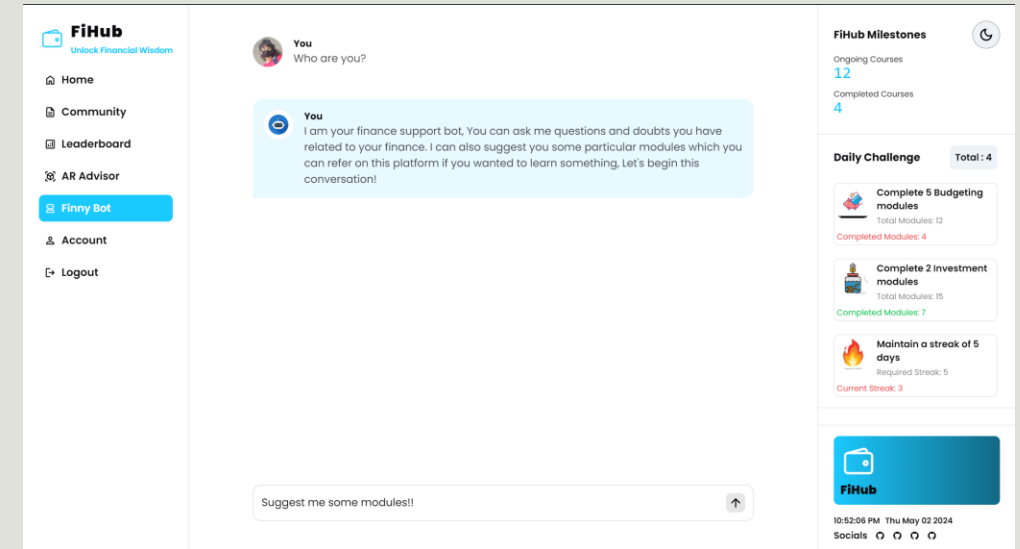 FiHub
Unlock Financial Wisdom
Home
Community
Leaderboard
AR Advisor
Finny Bot
Account
Logout
You
Who are you?
You
I am your finance support bot, You can ask me questions and doubts you have
related to your finance. I can also suggest you some particular modules which you
can refer on this platform if you wanted to learn something, Let's begin this
conversation!
Suggest me some modules!!
FiHub Milestones
Ongoing Courses
12
Completed Courses
4
Daily Challenge
Total : 4
Complete 5 Budgeting
modules
Total Modules: 12
Completed Modules: 4
Complete 2 Investment
modules
Total Modules: 15
Completed Modules: 7
Maintain a streak of 5
days
Required Streak: 5
Current Streak: 3
FiHub
10:52:06 PM Thu May 02 2024
Socials